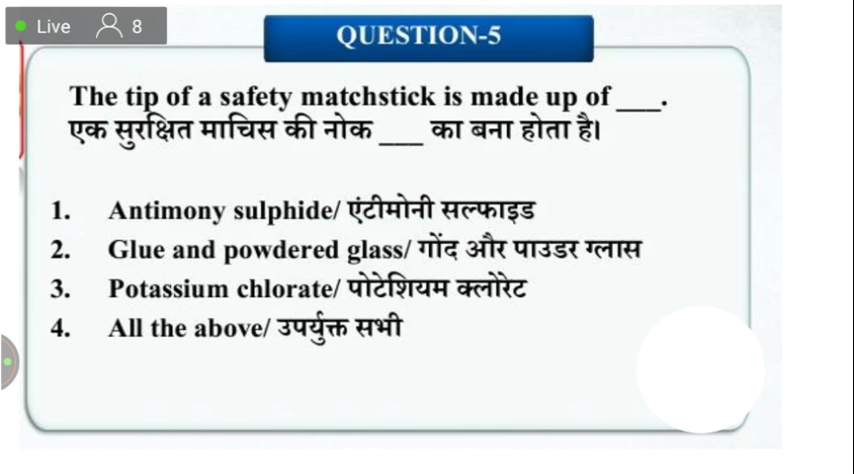 Live 8
QUESTION-5
The tip of a safety matchstick is made up of ___.
एक सुरक्षित माचिस की नोक ___ का बना होता है।
1. Antimony sulphide/ एंटीमोनी सल्फाइड
2. Glue and powdered glass/ गोंद और पाउडर ग्लास
3. Potassium chlorate/ पोटेशियम क्लोरेट
4. All the above/ उपर्युक्त सभी